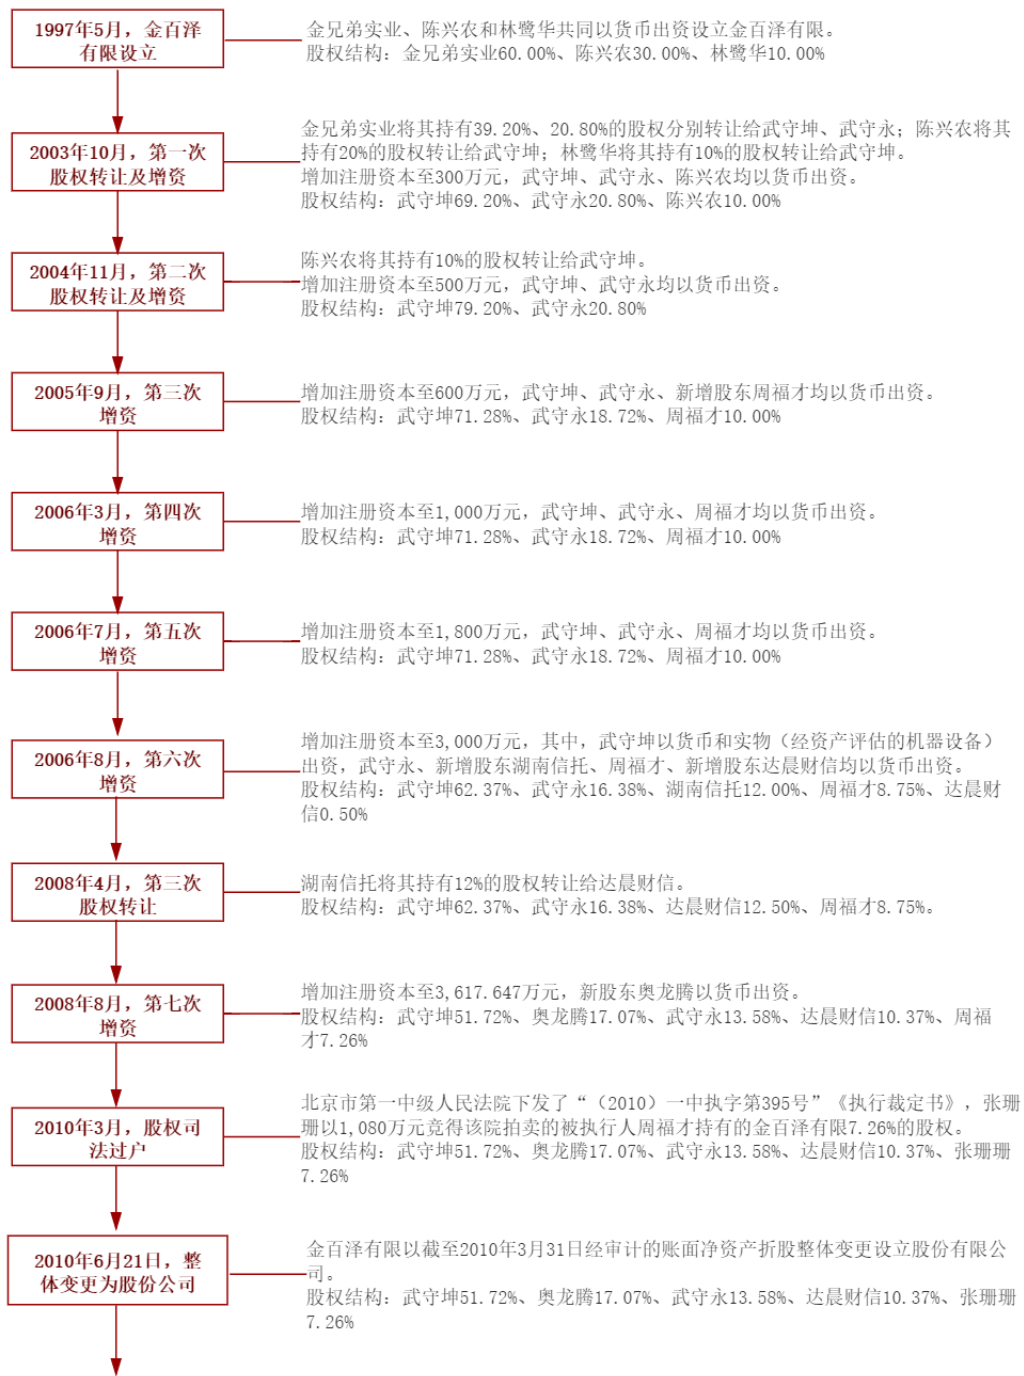 1997年5月，金百泽
有限设立
金兄弟实业、陈兴农和林鹭华共同以货币出资设立金百泽有限。
股权结构：金兄弟实业60.00%、陈兴农30.00%、林鹭华10.00%
2003年10月，第一次
股权转让及增资
金兄弟实业将其持有39.20%、20.80%的股权分别转让给武守坤、武守永；陈兴农将其
持有20%的股权转让给武守坤；林鹭华将其持有10%的股权转让给武守坤。
增加注册资本至300万元，武守坤、武守永、陈兴农均以货币出资。
股权结构：武守坤69.20%、武守永20.80%、陈兴农10.00%
2004年11月，第二次
股权转让及增资
陈兴农将其持有10%的股权转让给武守坤。
增加注册资本至500万元，武守坤、武守永均以货币出资。
股权结构：武守坤79.20%、武守永20.80%
2005年9月，第三次
增资
增加注册资本至600万元，武守坤、武守永、新增股东周福才均以货币出资。
股权结构：武守坤71.28%、武守永18.72%、周福才10.00%
2006年3月，第四次
增资
增加注册资本至1,000万元，武守坤、武守永、周福才均以货币出资。
股权结构：武守坤71.28%、武守永18.72%、周福才10.00%
2006年7月，第五次
增资
增加注册资本至1,800万元，武守坤、武守永、周福才均以货币出资。
股权结构：武守坤71.28%、武守永18.72%、周福才10.00%
2006年8月，第六次
增资
增加注册资本至3,000万元，其中，武守坤以货币和实物（经资产评估的机器设备）
出资，武守永、新增股东湖南信托、周福才、新增股东达晨财信均以货币出资。
股权结构：武守坤62.37%、武守永16.38%、湖南信托12.00%、周福才8.75%、达晨财
信0.50%
2008年4月，第三次
股权转让
湖南信托将其持有12%的股权转让给达晨财信。
股权结构：武守坤62.37%、武守永16.38%、达晨财信12.50%、周福才8.75%。
2008年8月，第七次
增资
增加注册资本至3,617.647万元，新股东奥龙腾以货币出资。
股权结构：武守坤51.72%、奥龙腾17.07%、武守永13.58%、达晨财信10.37%、周福
才7.26%
2010年3月，股权司
法过户
北京市第一中级人民法院下发了“（2010）一中执字第395号”《执行裁定书》，张珊
珊以1,080万元竞得该院拍卖的被执行人周福才持有的金百泽有限7.26%的股权。
股权结构：武守坤51.72%、奥龙腾17.07%、武守永13.58%、达晨财信10.37%、张珊珊
7.26%
2010年6月21日，整
体变更为股份公司
金百泽有限以截至2010年3月31日经审计的账面净资产折股整体变更设立股份有限公
司。
股权结构：武守坤51.72%、奥龙腾17.07%、武守永13.58%、达晨财信10.37%、张珊珊
7.26%